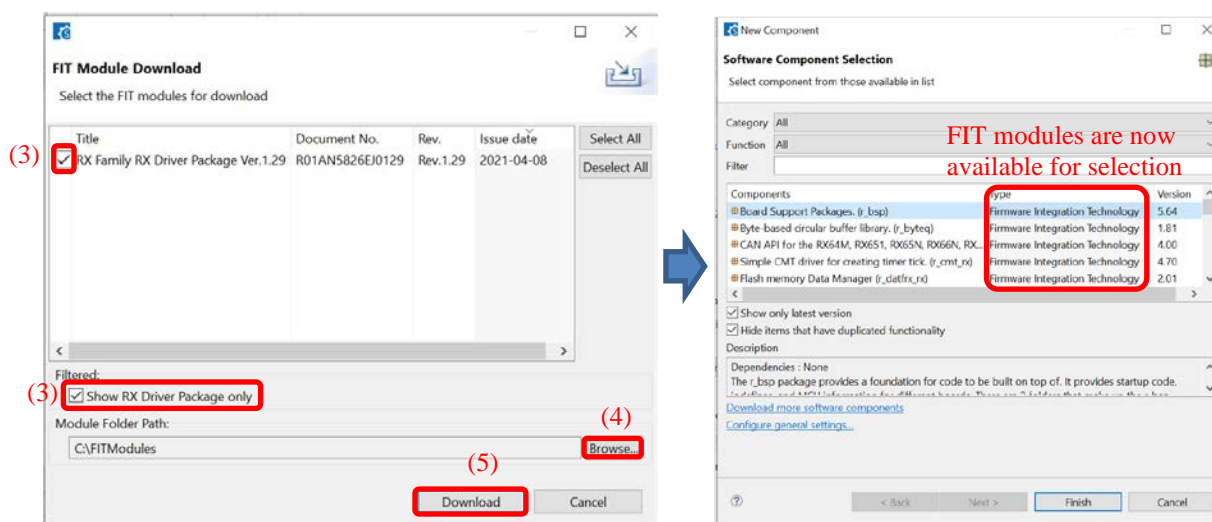 FIT Module Download
Select the FIT modules for download
Title Document No. Rev. Issue date
(3) RX Family RX Driver Package Ver.1.29 R01AN5826EJ0129 Rev.1.29 2021-04-08
Select All
Deselect All
Filtered:
(3) Show RX Driver Package only
Module Folder Path:
(4)
C:\FITModules Browse...
(5)
Download Cancel
New Component
Software Component Selection
Select component from those available in list
Category All
Function All
Filter
FIT modules are now
available for selection
Components Type Version
Board Support Packages. (r_bsp) Firmware Integration Technology 5.64
Byte-based circular buffer library. (r_byteq) Firmware Integration Technology 1.81
CAN API for the RX64M, RX651, RX65N, RX66N, RX... Firmware Integration Technology 4.00
Simple CMT driver for creating timer tick. (r_cmt_rx) Firmware Integration Technology 4.70
Flash memory Data Manager (r_datfrx_rx) Firmware Integration Technology 2.01
Show only latest version
Hide items that have duplicated functionality
Description
Dependencies : None
The r_bsp package provides a foundation for code to be built on top of. It provides startup code,
Download more software components
Configure general settings...
< Back Next > Finish Cancel